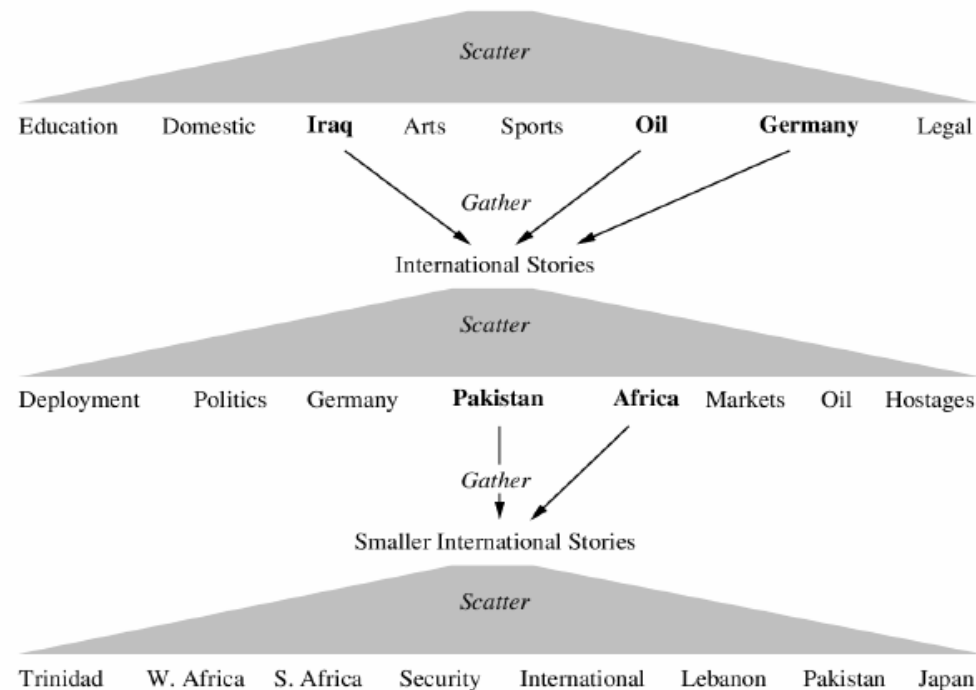 Scatter
Education Domestic Iraq Arts Sports Oil Germany Legal
Gather
International Stories
Scatter
Deployment Politics Germany Pakistan Africa Markets Oil Hostages
Gather
Smaller International Stories
Scatter
Trinidad W. Africa S. Africa Security International Lebanon Pakistan Japan